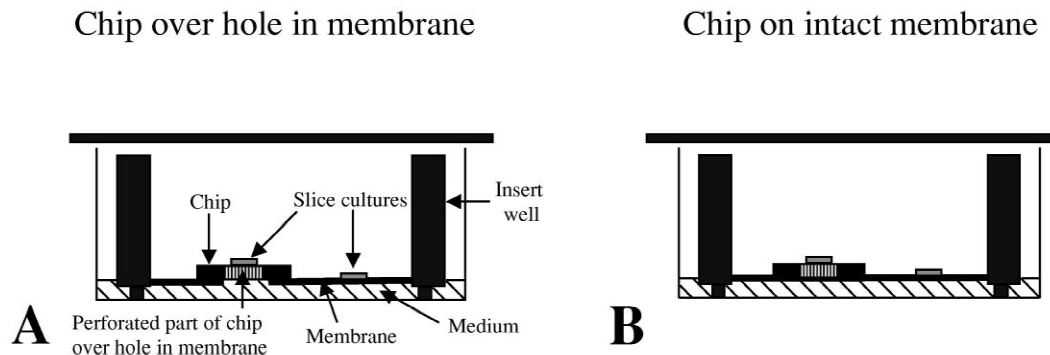 Chip over hole in membrane
Chip on intact membrane
Chip
Slice cultures
Insert
well
A
Perforated part of chip
over hole in membrane
Membrane
Medium
B